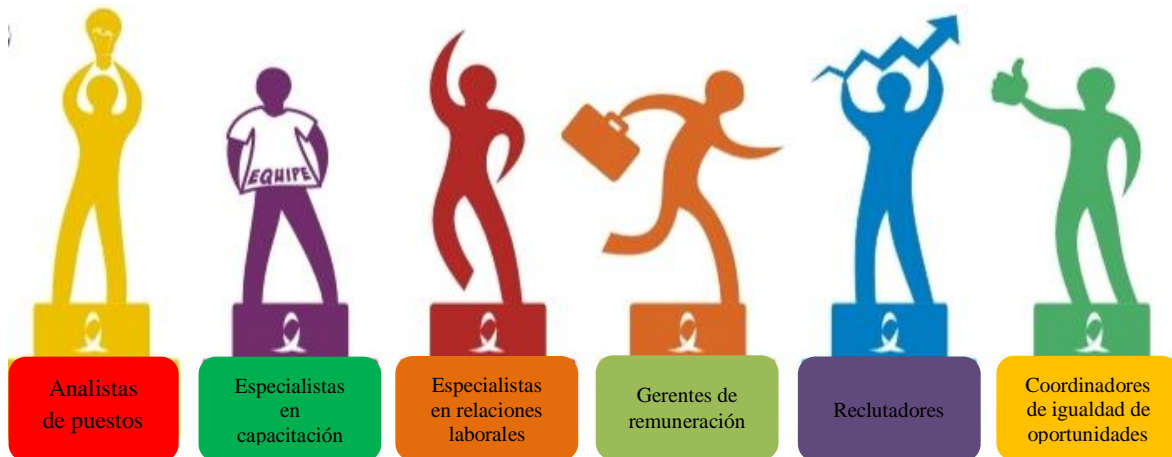 EQUIPE
Analistas
de puestos
Especialistas
en
capacitación
Especialistas
en relaciones
laborales
Gerentes de
remuneración
Reclutadores
Coordinadores
de igualdad de
oportunidades